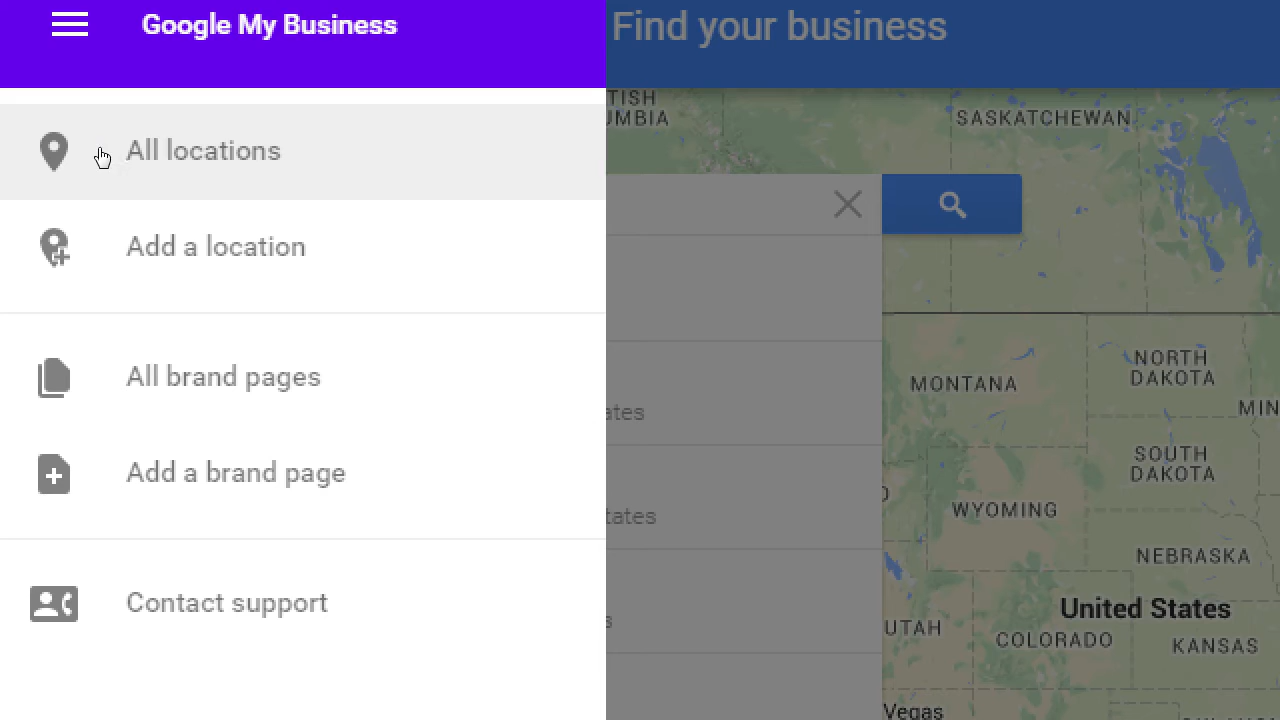 Google My Business
Find your business
All locations
Add a location
All brand pages
Add a brand page
Contact support
SASKATCHEWAN
MONTANA
NORTH
DAKOTA
SOUTH
DAKOTA
WYOMING
NEBRASKA
United States
UTAH
COLORADO
KANSAS
Vegas